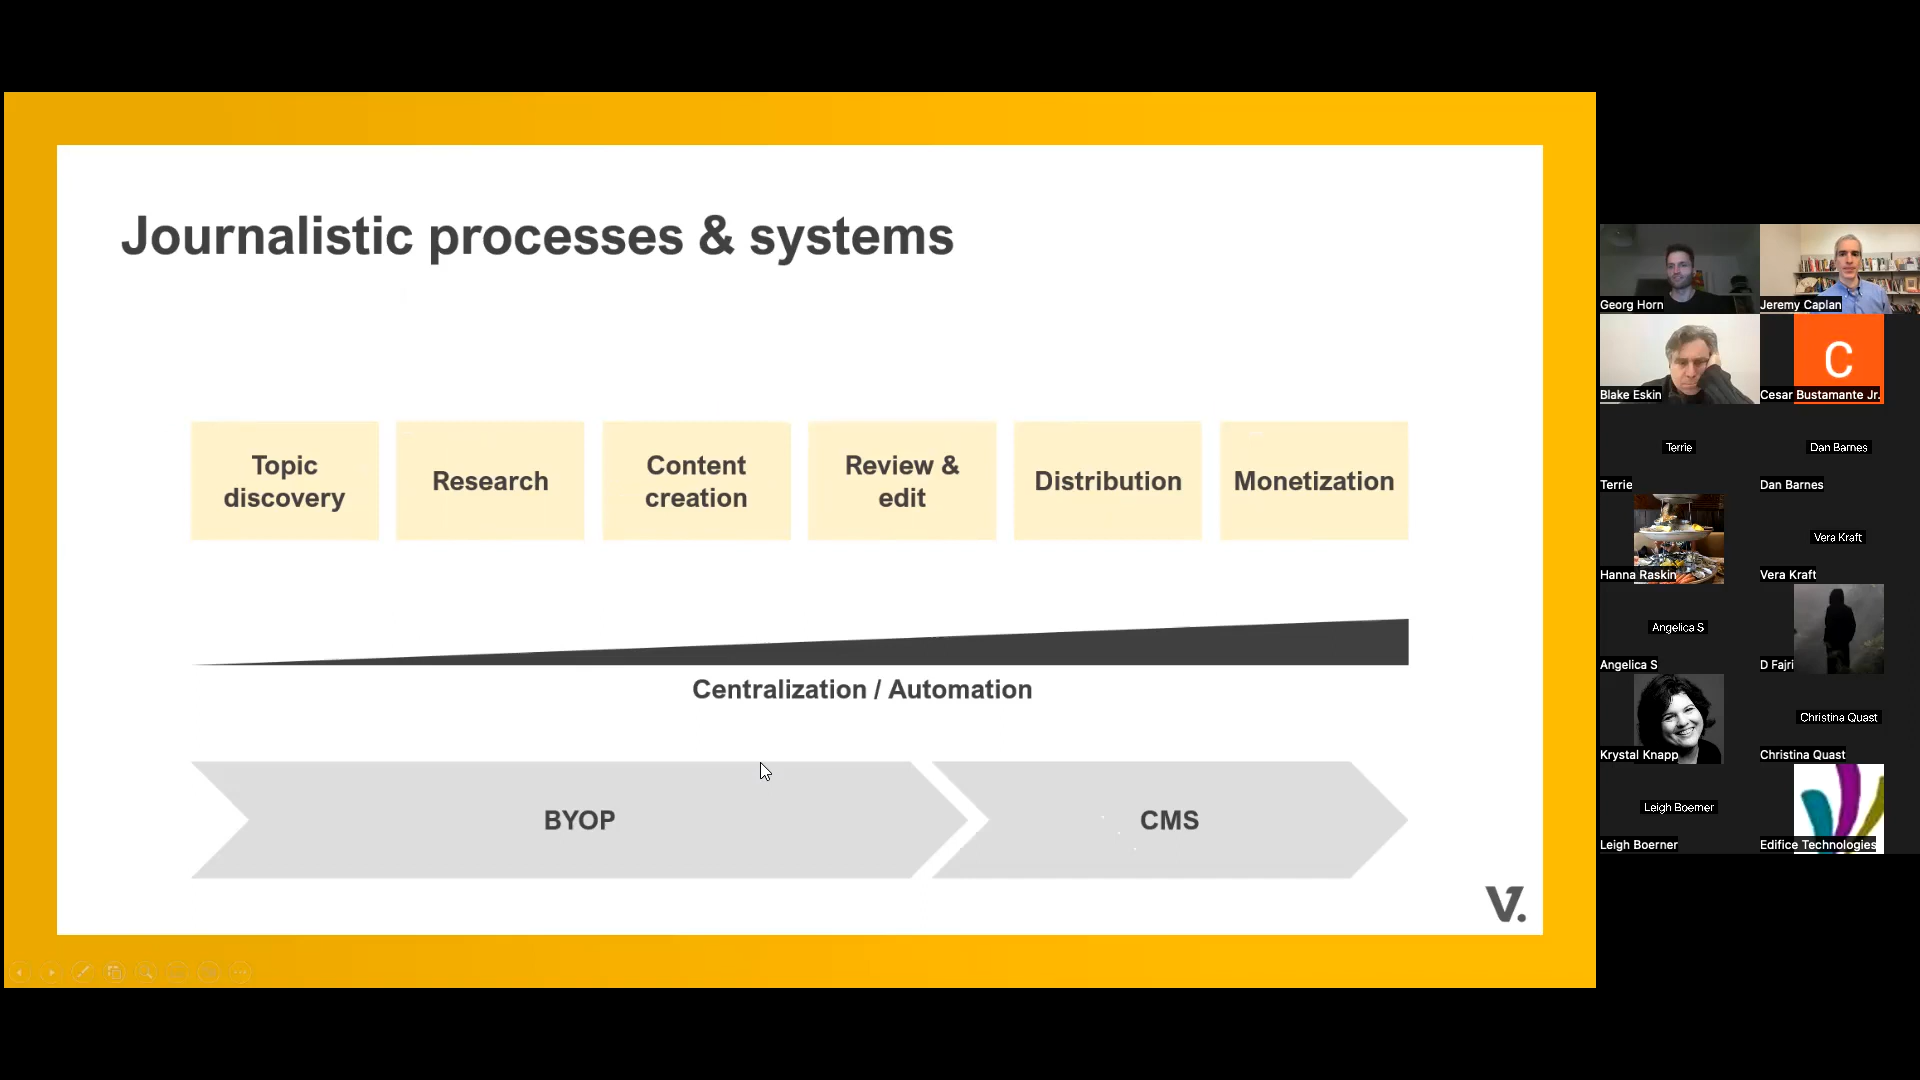 Journalistic processes & systems
Topic
discovery
Research
Content
creation
Review &
edit
Distribution
Monetization
Centralization / Automation
BYOP
CMS
V.
Georg Horn
Jeremy Caplan
Blake Eskin
C
Cesar Bustamante Jr.
Terrie
Terrie
Dan Barnes
Dan Barnes
Hanna Raskin
Vera Kraft
Vera Kraft
Angelica S
Angelica S
D Fajri
Krystal Knapp
Christina Quast
Christina Quast
Leigh Boerner
Leigh Boerner
Edifice Technologies